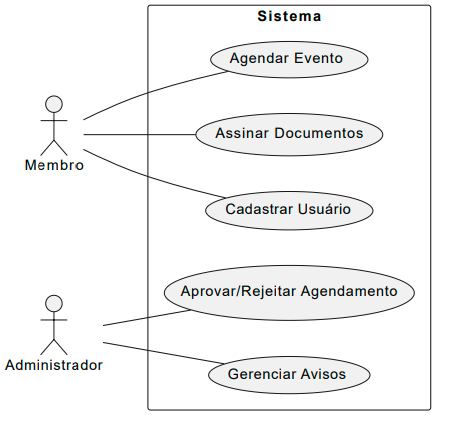 Sistema
Agendar Evento
Assinar Documentos
Membro
Cadastrar Usuário
Aprovar/Rejeitar Agendamento
Administrador
Gerenciar Avisos